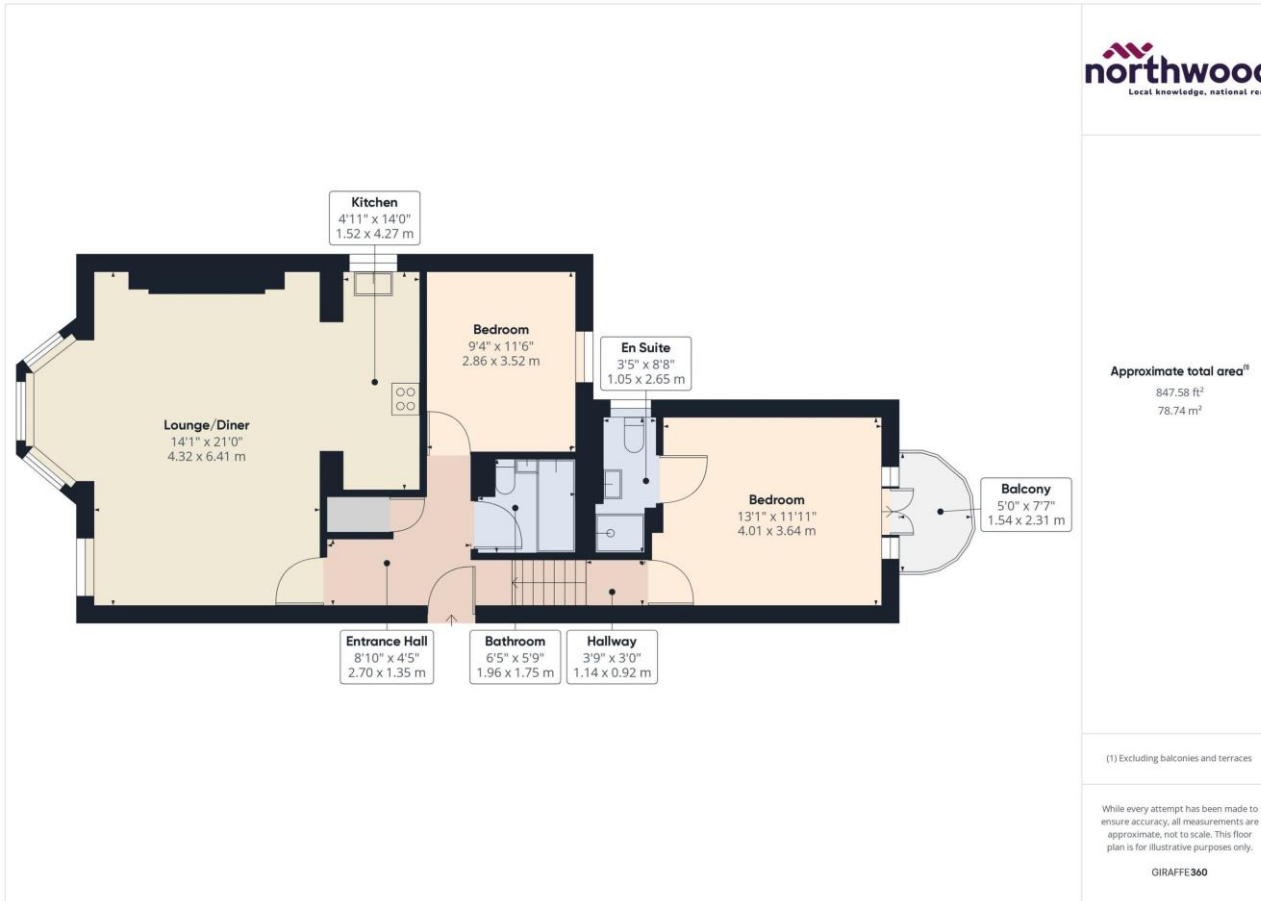 Kitchen
4'11" x 14'0"
1.52 x 4.27 m
Bedroom
9'4" x 11'6"
2.86 x 3.52 m
En Suite
3'5" x 8'8"
1.05 x 2.65 m
Lounge/Diner
14'1" x 21'0"
4.32 x 6.41 m
Bedroom
13'1" x 11'11"
4.01 x 3.64 m
Balcony
5'0" x 7'7"
1.54 x 2.31 m
Entrance Hall
8'10" x 4'5"
2.70 x 1.35 m
Bathroom
6'5" x 5'9"
1.96 x 1.75 m
Hallway
3'9" x 3'0"
1.14 x 0.92 m
northwood
Local knowledge, national
Approximate total area(1)
847.58 ft²
78.74 m²
(1) Excluding balconies and terraces
While every attempt has been made to
ensure accuracy, all measurements are
approximate, not to scale. This floor
plan is for illustrative purposes only.
GIRAFFE360